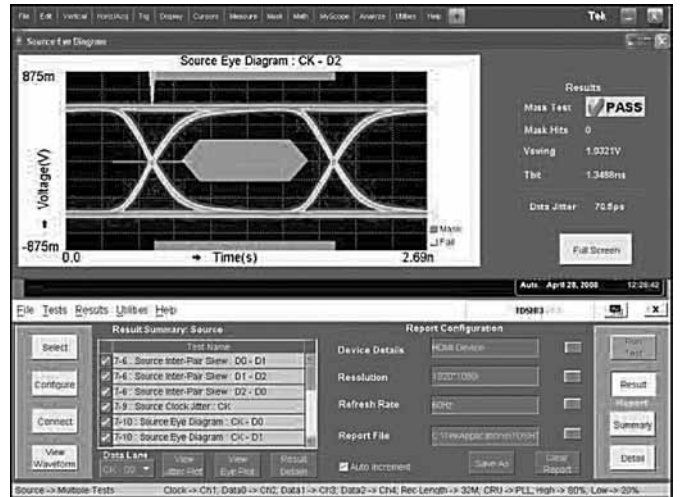 File Edit Vertical Horiz/Acq Trig Display Cursors Measure Mask Math MyScope Analyze Utilities Help Tek
Source Eye Diagram
Source Eye Diagram : CK - D2
875m
Voltage(V)
-875m
0.0
Time(s)
2.69n
Mask
Fail
Results
Mask Test PASS
Mask Hits 0
Vswing 1.0321V
Tbit 1.3468ns
Data Jitter 70.5ps
Full Screen
Auto April 28, 2008 12:26:42
File Tests Results Utilities Help
X
Select
Configure
Connect
View Waveform
Result Summary: Source
Test Name
7-6 : Source Inter-Pair Skew : D0 - D1
7-6 : Source Inter-Pair Skew : D1 - D2
7-6 : Source Inter-Pair Skew : D2 - D0
7-9 : Source Clock Jitter : CK
7-10 : Source Eye Diagram : CK - D0
7-10 : Source Eye Diagram : CK - D1
Data Lane
CK - D2
View Jitter Plot
View Eye Plot
Result Details
Report Configuration
Device Details HDMI Device
Resolution
Refresh Rate 60Hz
Report File
Auto Increment
Save As
Clear Report
Run Test
Result
Report
Summary
Detail
Source -> Multiple Tests Clock -> Ch1, Data0 -> Ch2, Data1 -> Ch3, Data2 -> Ch4, Rec Length -> 32M, CRU -> PLL, High -> 80%, Low -> 20%